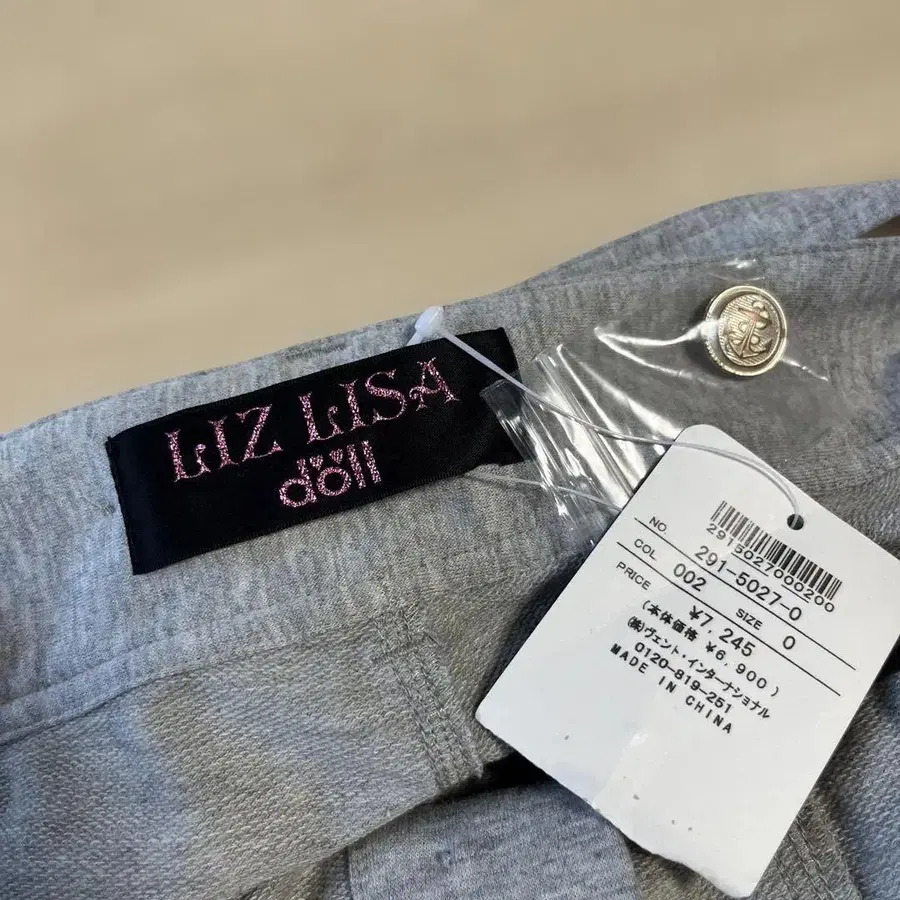 LIZ LISA
döll
2915027000200
NO. 291-5027-0
COL 002 SIZE 0
PRICE ¥7,245
(本体価格 ¥6,900)
(株)ヴェント・インターナショナル
0120-819-251
MADE IN CHINA